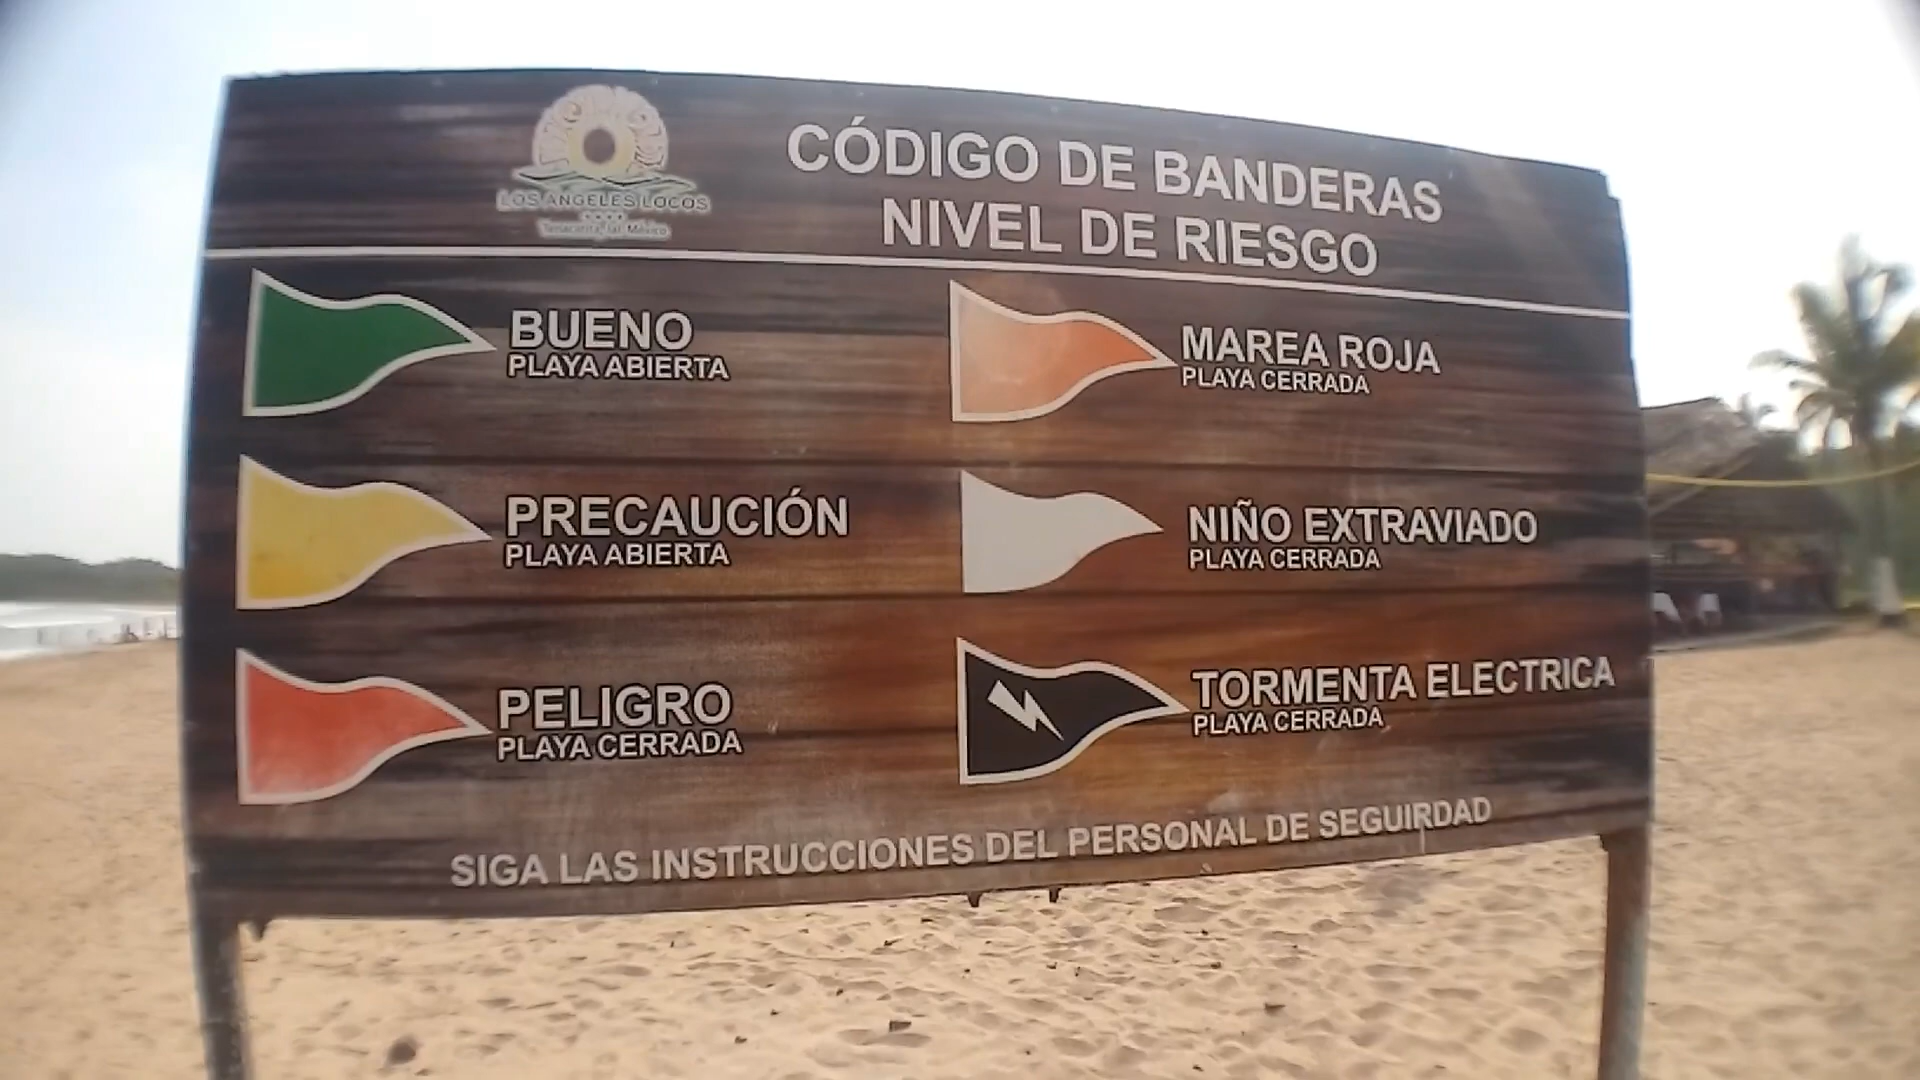 LOS ANGELES LOCOS
Tenacatita, Jal. México
CÓDIGO DE BANDERAS
NIVEL DE RIESGO
BUENO
PLAYA ABIERTA
PRECAUCIÓN
PLAYA ABIERTA
PELIGRO
PLAYA CERRADA
MAREA ROJA
PLAYA CERRADA
NIÑO EXTRAVIADO
PLAYA CERRADA
TORMENTA ELECTRICA
PLAYA CERRADA
SIGA LAS INSTRUCCIONES DEL PERSONAL DE SEGUIRDAD